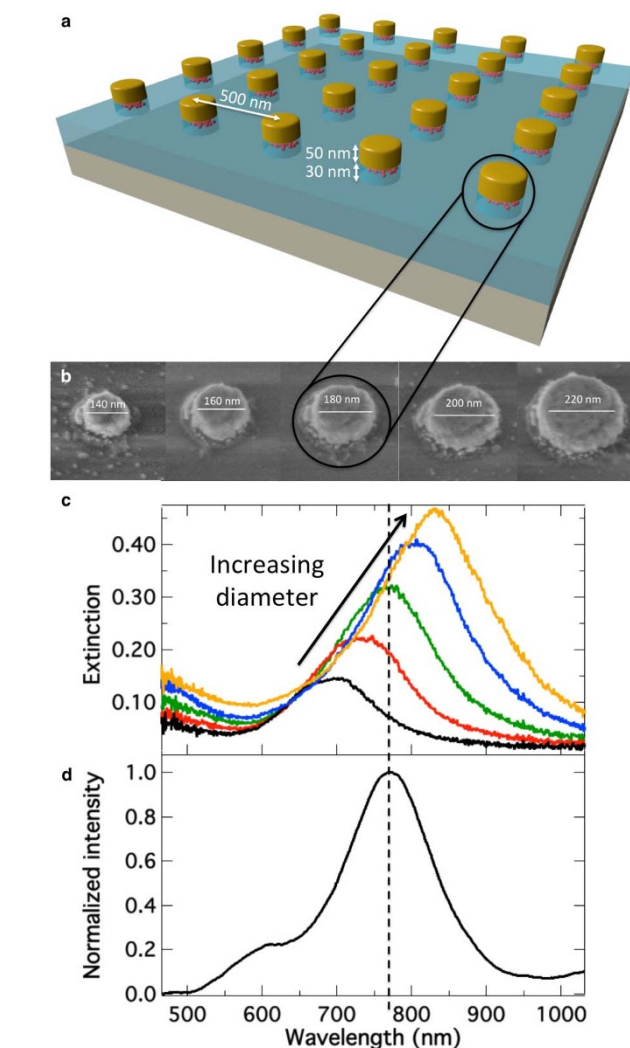 a
500 nm
50 nm
30 nm
b
140 nm
160 nm
180 nm
200 nm
220 nm
c
Extinction
0.40
0.30
0.20
0.10
Increasing
diameter
d
Normalized intensity
1.0
0.8
0.6
0.4
0.2
0.0
500
600
700
800
900
1000
Wavelength (nm)